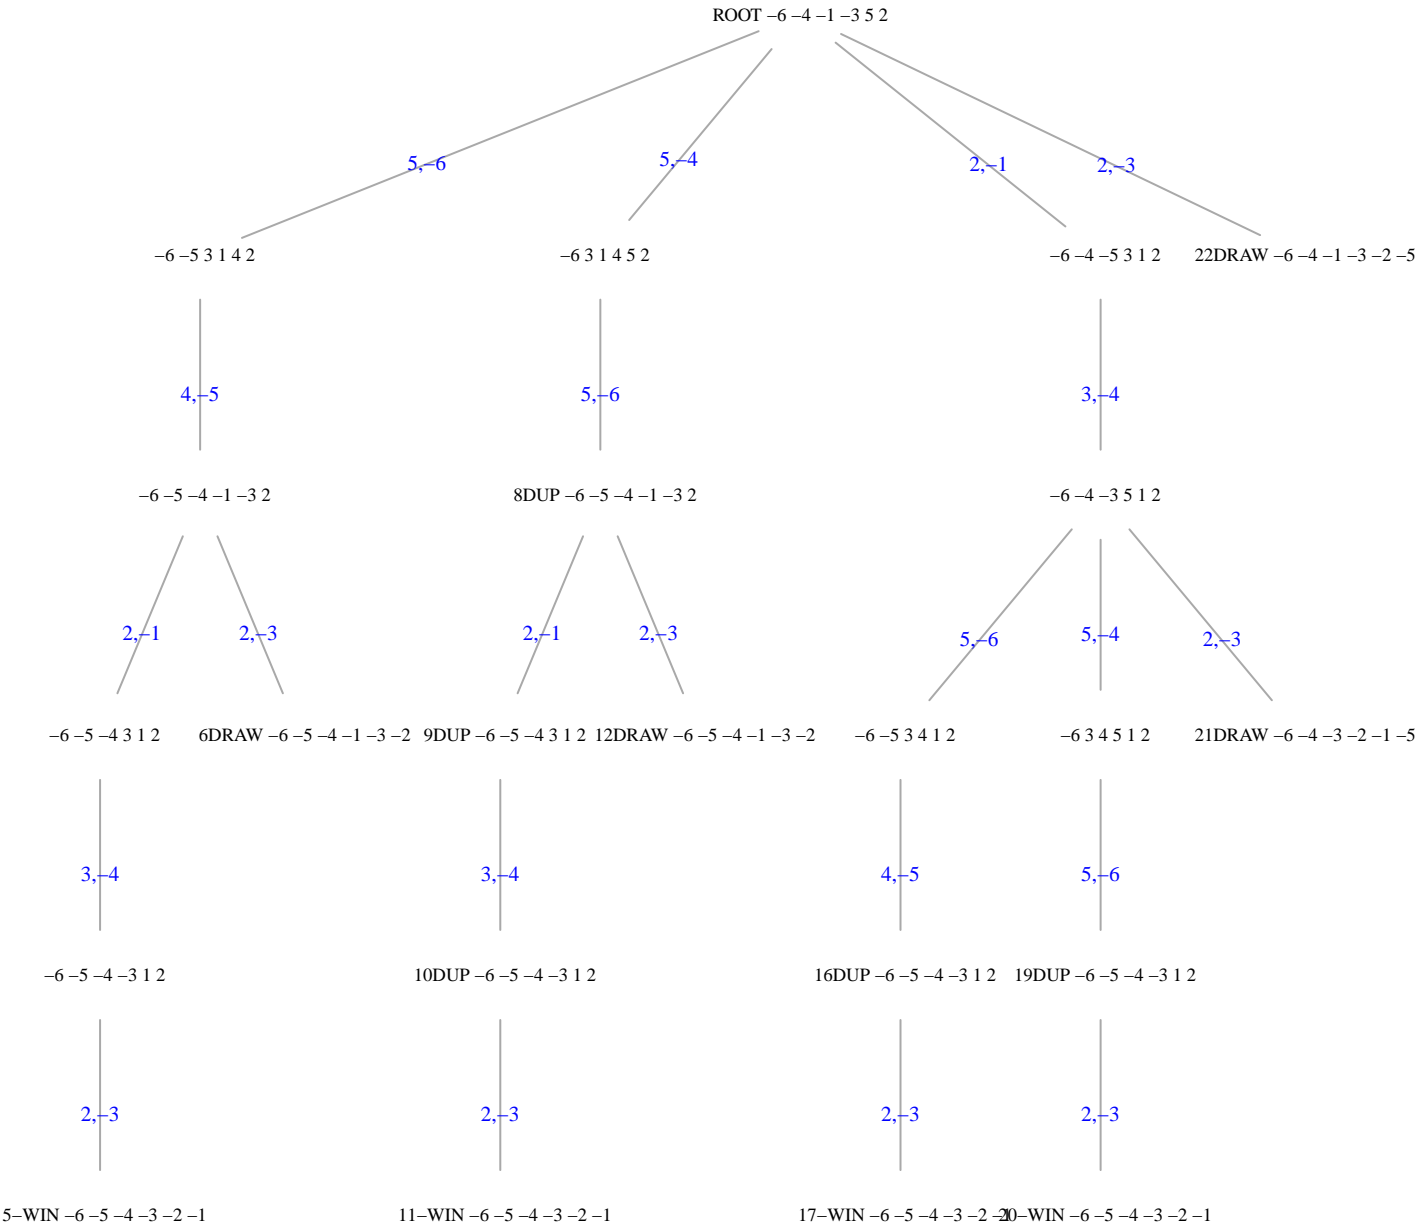 ROOT –6 –4 –1 –3 5 2
5,–6
5,–4
2,–1
2,–3
–6 –5 3 1 4 2
–6 3 1 4 5 2
–6 –4 –5 3 1 2
22DRAW –6 –4 –1 –3 –2 –5
4,–5
5,–6
3,–4
–6 –5 –4 –1 –3 2
8DUP –6 –5 –4 –1 –3 2
–6 –4 –3 5 1 2
2,–1
2,–3
2,–1
2,–3
5,–6
5,–4
2,–3
–6 –5 –4 3 1 2
6DRAW –6 –5 –4 –1 –3 –2
9DUP –6 –5 –4 3 1 2
12DRAW –6 –5 –4 –1 –3 –2
–6 –5 3 4 1 2
–6 3 4 5 1 2
21DRAW –6 –4 –3 –2 –1 –5
3,–4
3,–4
4,–5
5,–6
–6 –5 –4 –3 1 2
10DUP –6 –5 –4 –3 1 2
16DUP –6 –5 –4 –3 1 2
19DUP –6 –5 –4 –3 1 2
2,–3
2,–3
2,–3
2,–3
5–WIN –6 –5 –4 –3 –2 –1
11–WIN –6 –5 –4 –3 –2 –1
17–WIN –6 –5 –4 –3 –2 –1
20–WIN –6 –5 –4 –3 –2 –1